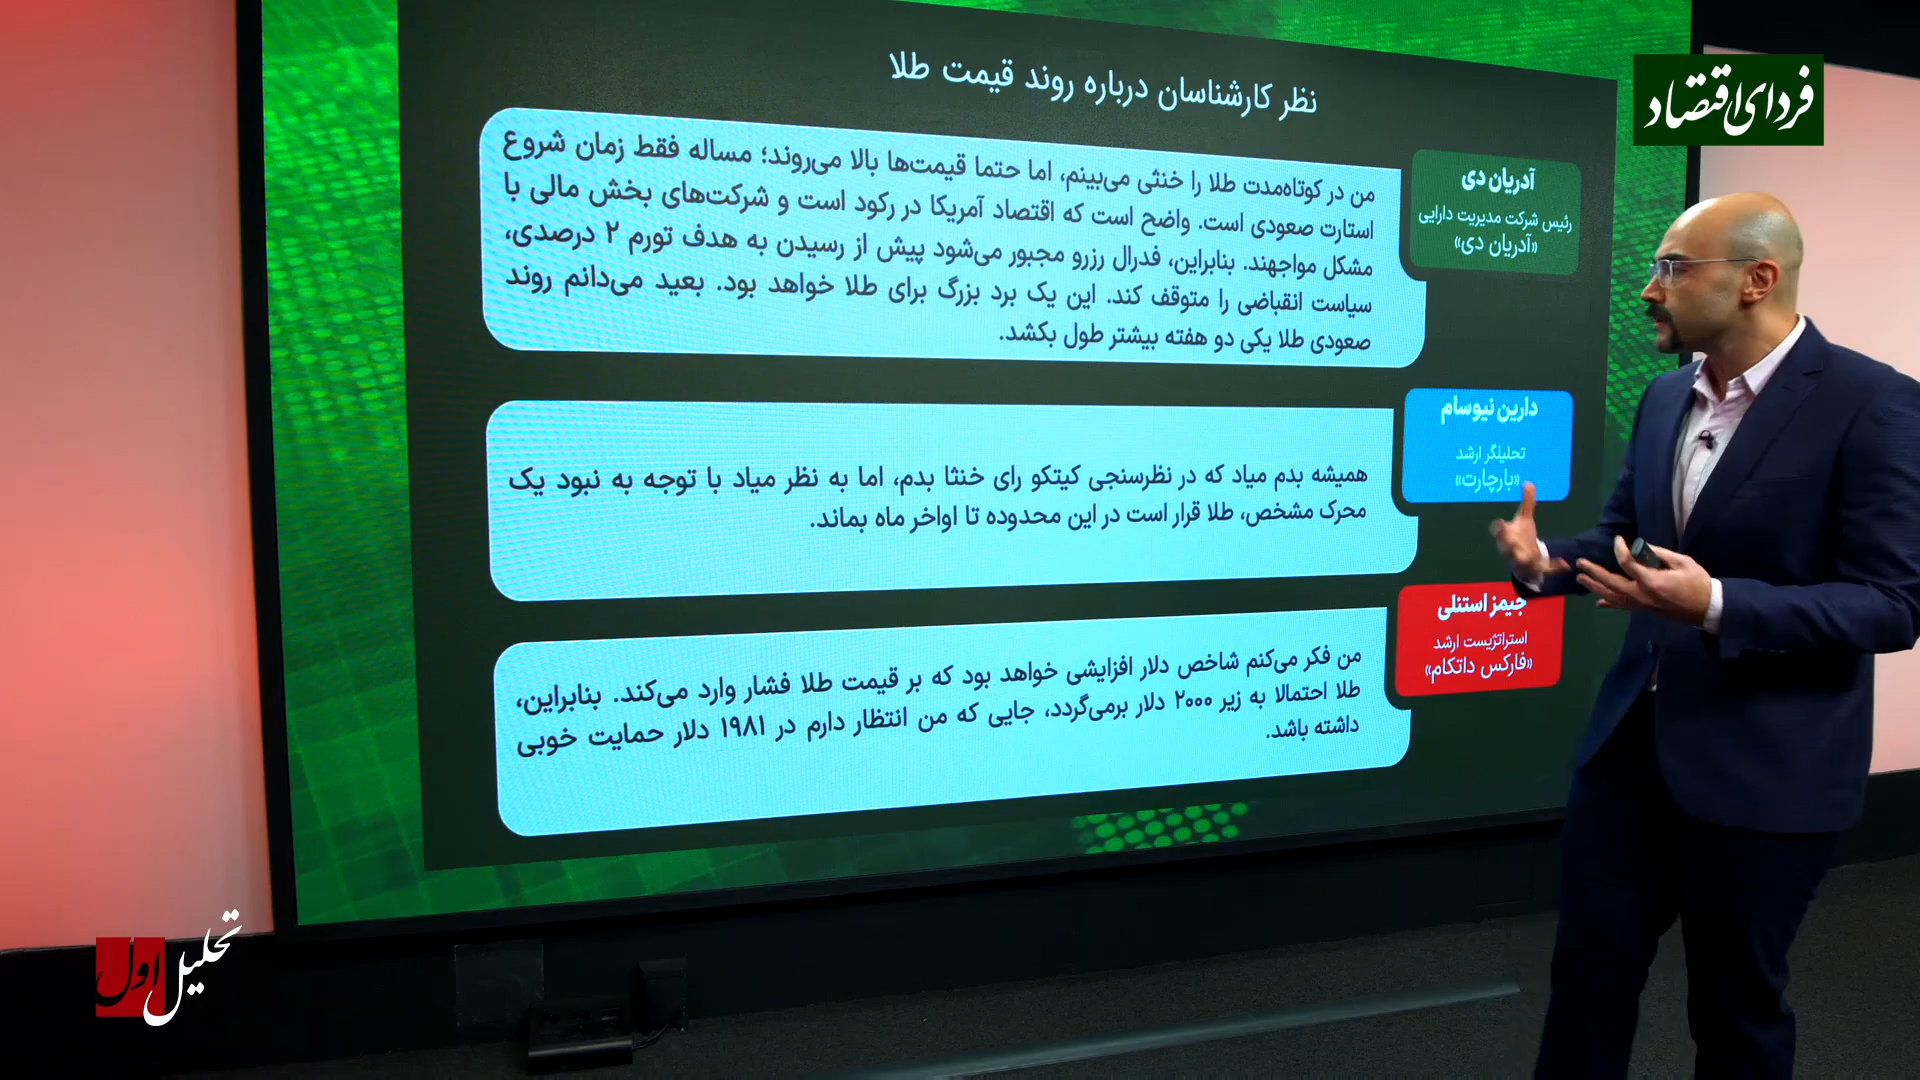 نظر کارشناسان درباره روند قیمت طلا
فردای اقتصاد
آدریان دی
رئیس شرکت مدیریت دارایی
«آدریان دی»
من در کوتاه‌مدت طلا را خنثی می‌بینم، اما حتما قیمت‌ها بالا می‌روند؛ مساله فقط زمان شروع
استارت صعودی است. واضح است که اقتصاد آمریکا در رکود است و شرکت‌های بخش مالی با
مشکل مواجهند. بنابراین، فدرال رزرو مجبور می‌شود پیش از رسیدن به هدف تورم ۲ درصدی،
سیاست انقباضی را متوقف کند. این یک برد بزرگ برای طلا خواهد بود. بعید می‌دانم روند
صعودی طلا یکی دو هفته بیشتر طول بکشد.
دارین نیوسام
تحلیلگر ارشد
«بارچارت»
همیشه بدم میاد که در نظرسنجی کیتکو رای خنثا بدم، اما به نظر میاد با توجه به نبود یک
محرک مشخص، طلا قرار است در این محدوده تا اواخر ماه بماند.
جیمز استنلی
استراتژیست ارشد
«فارکس داتکام»
من فکر می‌کنم شاخص دلار افزایشی خواهد بود که بر قیمت طلا فشار وارد می‌کند. بنابراین،
طلا احتمالا به زیر ۲۰۰۰ دلار برمی‌گردد، جایی که من انتظار دارم در ۱۹۸۱ دلار حمایت خوبی
داشته باشد.
تحلیل اول